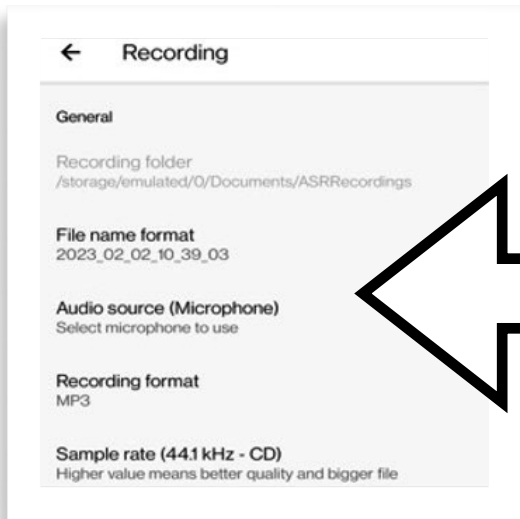 Recording
General
Recording folder
/storage/emulated/0/Documents/ASRRecordings
File name format
2023_02_02_10_39_03
Audio source (Microphone)
Select microphone to use
Recording format
MP3
Sample rate (44.1 kHz - CD)
Higher value means better quality and bigger file